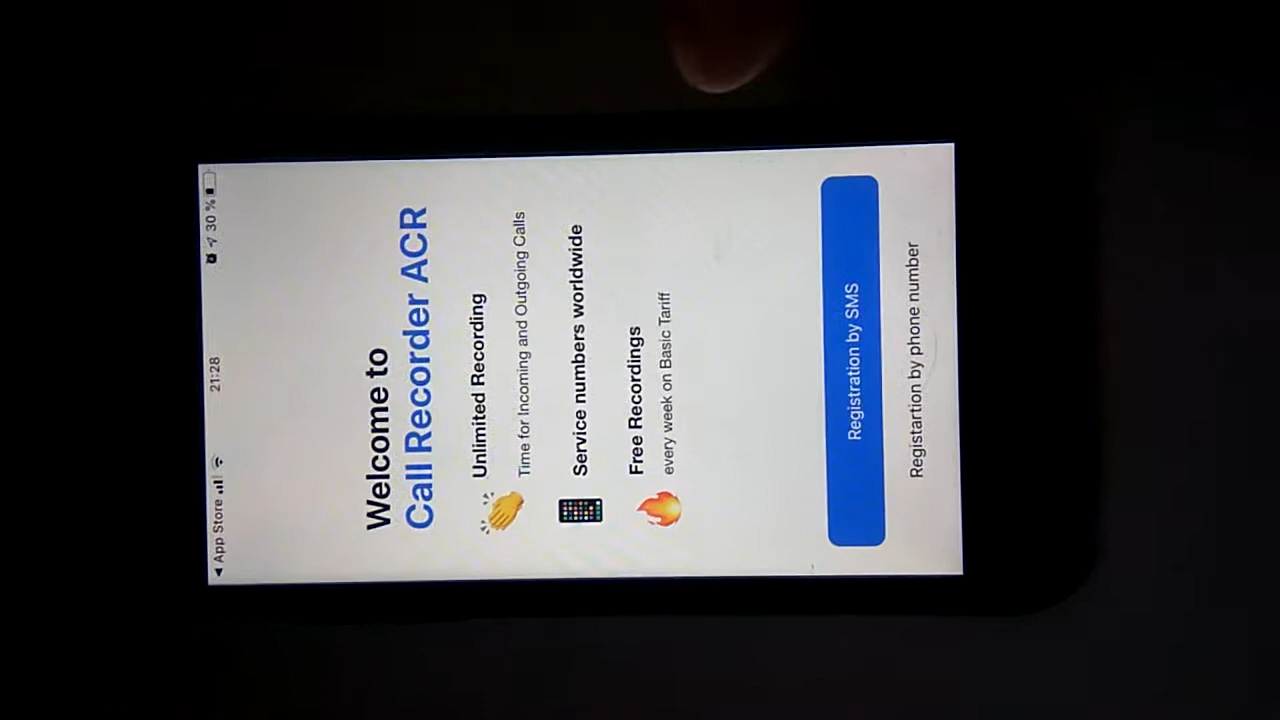 App Store
21:28
30 %
Welcome to
Call Recorder ACR
Unlimited Recording
Time for Incoming and Outgoing Calls
Service numbers worldwide
Free Recordings
every week on Basic Tariff
Registration by SMS
Registartion by phone number